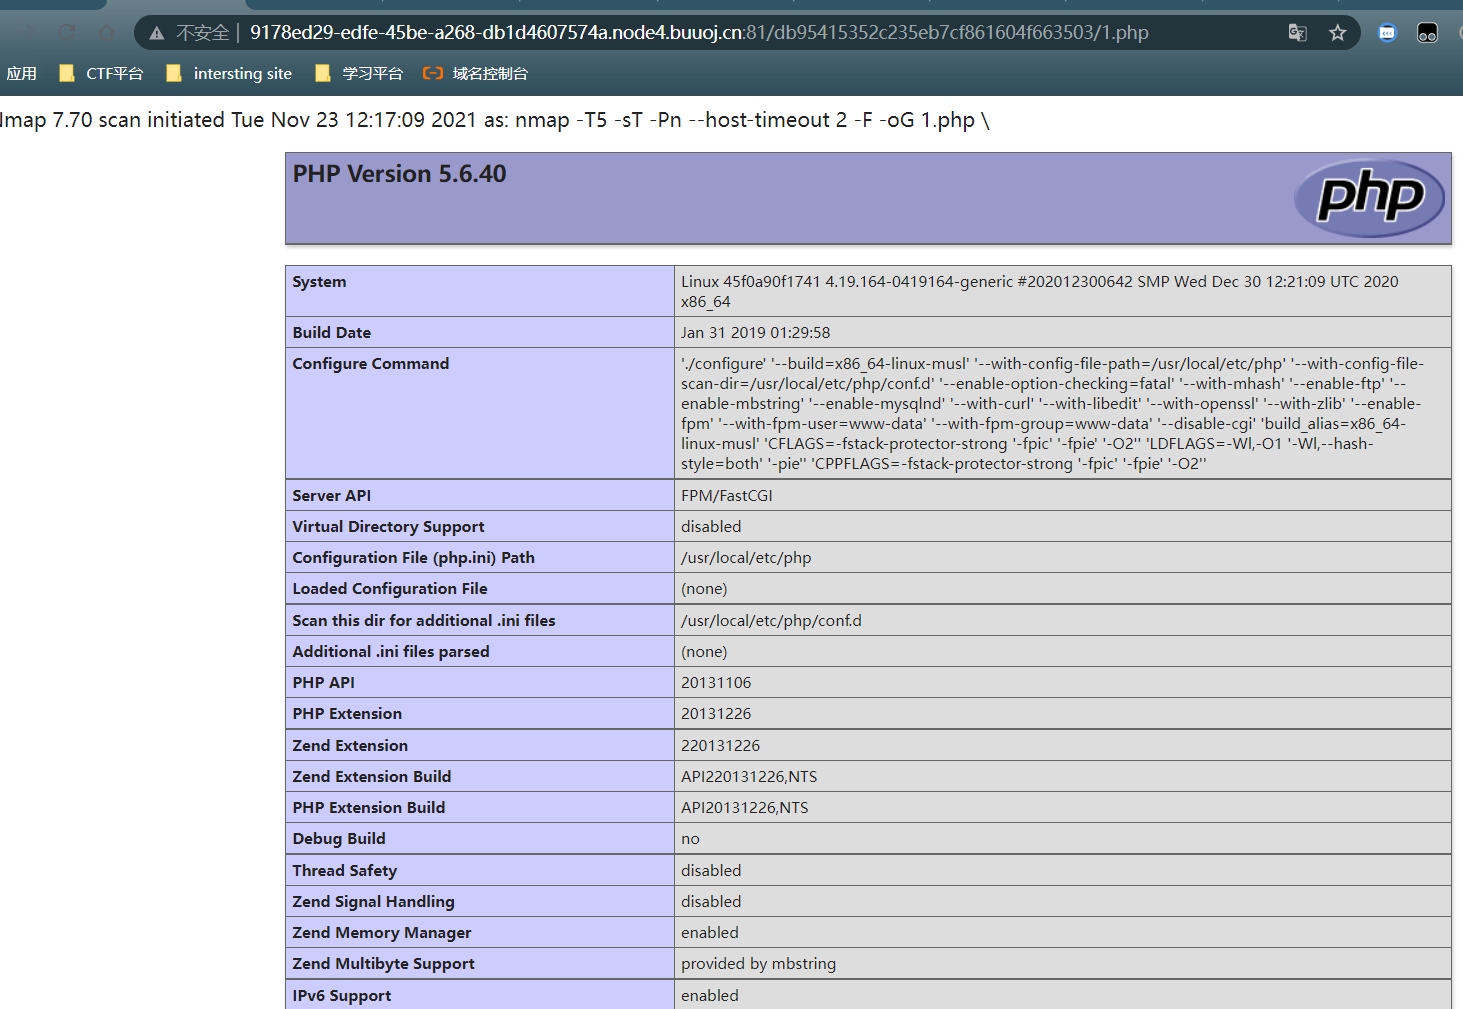 不安全 | 9178ed29-edfe-45be-a268-db1d4607574a.node4.buuoj.cn:81/db95415352c235eb7cf861604f663503/1.php
应用 CTF平台 intersting site 学习平台 域名控制台
Nmap 7.70 scan initiated Tue Nov 23 12:17:09 2021 as: nmap -T5 -sT -Pn --host-timeout 2 -F -oG 1.php \
PHP Version 5.6.40
php
System Linux 45f0a90f1741 4.19.164-0419164-generic #202012300642 SMP Wed Dec 30 12:21:09 UTC 2020
x86_64
Build Date Jan 31 2019 01:29:58
Configure Command './configure' '--build=x86_64-linux-musl' '--with-config-file-path=/usr/local/etc/php' '--with-config-file-
scan-dir=/usr/local/etc/php/conf.d' '--enable-option-checking=fatal' '--with-mhash' '--enable-ftp' '--
enable-mbstring' '--enable-mysqlnd' '--with-curl' '--with-libedit' '--with-openssl' '--with-zlib' '--enable-
fpm' '--with-fpm-user=www-data' '--with-fpm-group=www-data' '--disable-cgi' 'build_alias=x86_64-
linux-musl' 'CFLAGS=-fstack-protector-strong '-fpic' '-fpie' '-O2'' 'LDFLAGS=-Wl,-O1 '-Wl,--hash-
style=both' '-pie'' 'CPPFLAGS=-fstack-protector-strong '-fpic' '-fpie' '-O2''
Server API FPM/FastCGI
Virtual Directory Support disabled
Configuration File (php.ini) Path /usr/local/etc/php
Loaded Configuration File (none)
Scan this dir for additional .ini files /usr/local/etc/php/conf.d
Additional .ini files parsed (none)
PHP API 20131106
PHP Extension 20131226
Zend Extension 220131226
Zend Extension Build API220131226,NTS
PHP Extension Build API20131226,NTS
Debug Build no
Thread Safety disabled
Zend Signal Handling disabled
Zend Memory Manager enabled
Zend Multibyte Support provided by mbstring
IPv6 Support enabled